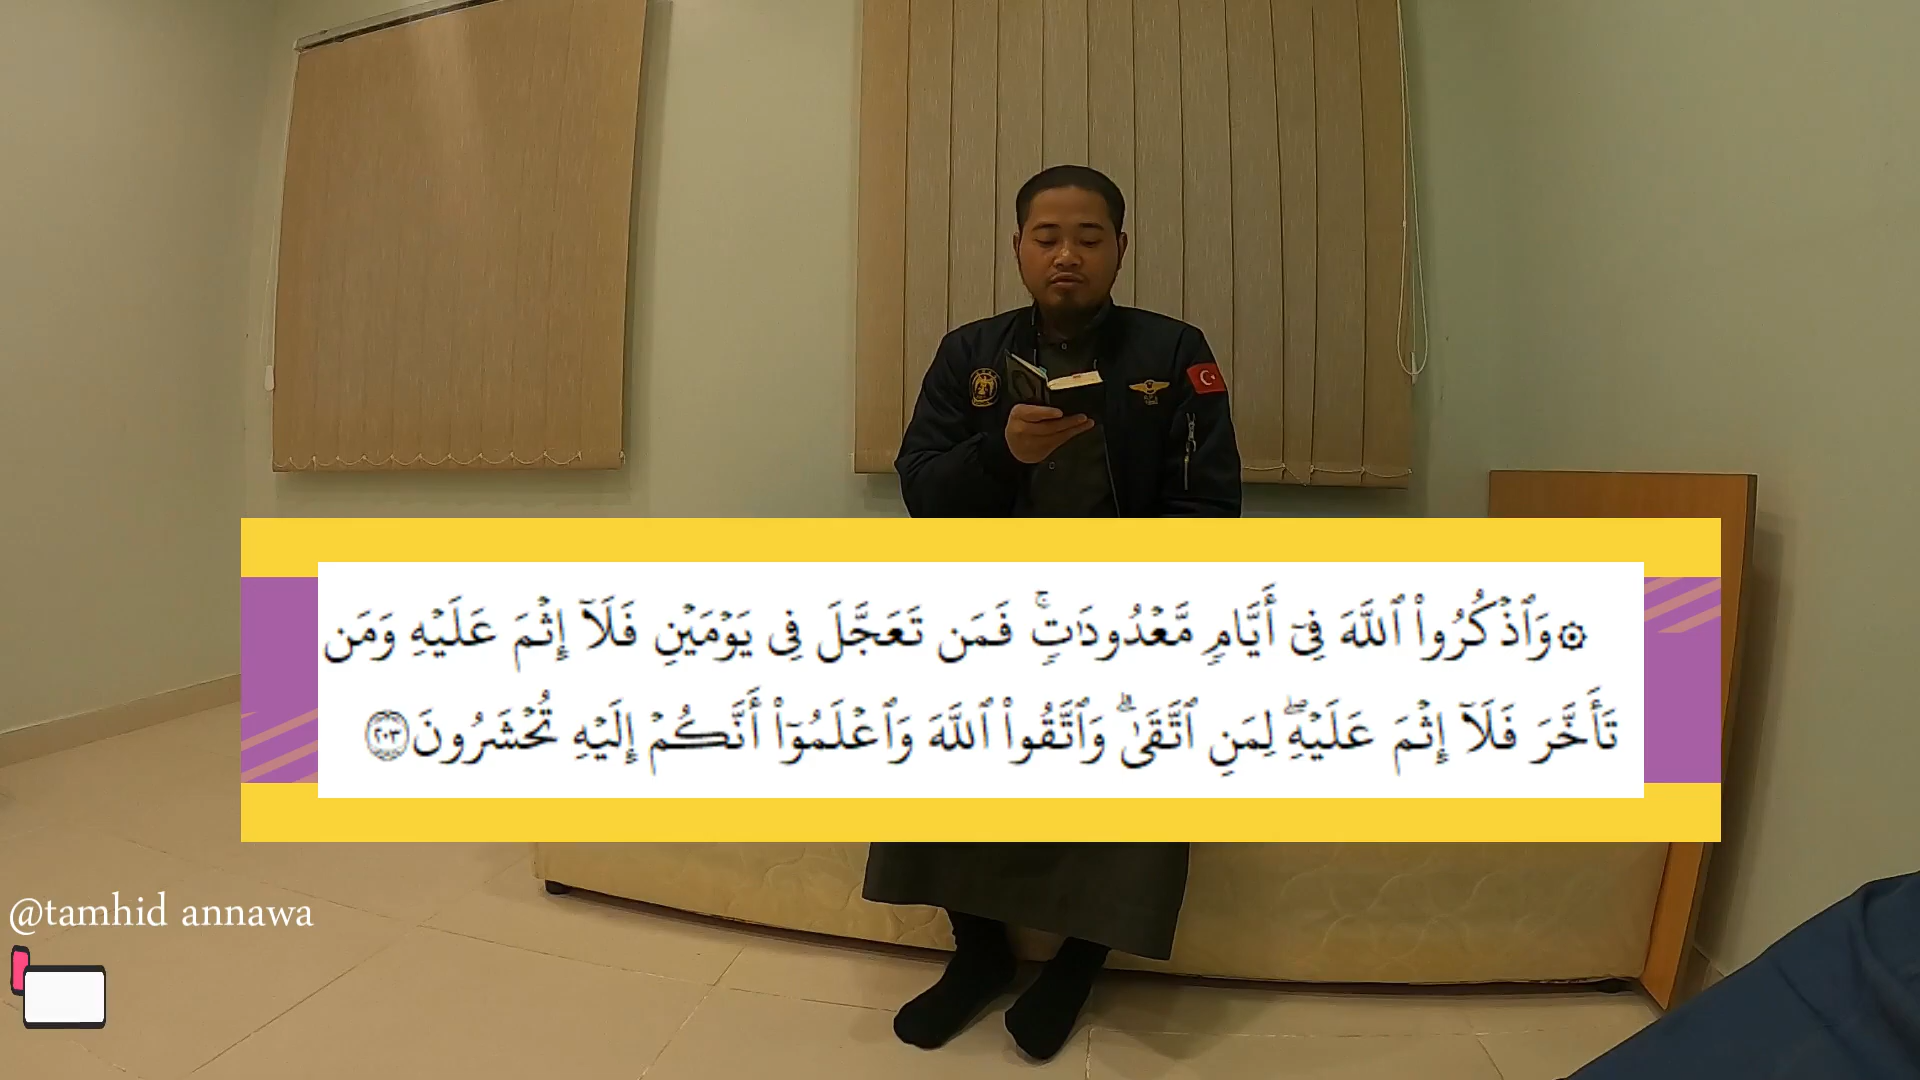 ۞ وَٱذْكُرُوا۟ ٱللَّهَ فِىٓ أَيَّامٍ مَّعْدُودَٰتٍ ۚ فَمَن تَعَجَّلَ فِى يَوْمَيْنِ فَلَآ إِثْمَ عَلَيْهِ وَمَن
تَأَخَّرَ فَلَآ إِثْمَ عَلَيْهِ ۖ لِمَنِ ٱتَّقَىٰ ۗ وَٱتَّقُوا۟ ٱللَّهَ وَٱعْلَمُوٓا۟ أَنَّكُمْ إِلَيْهِ تُحْشَرُونَ ٢٠٣
@tamhid annawa